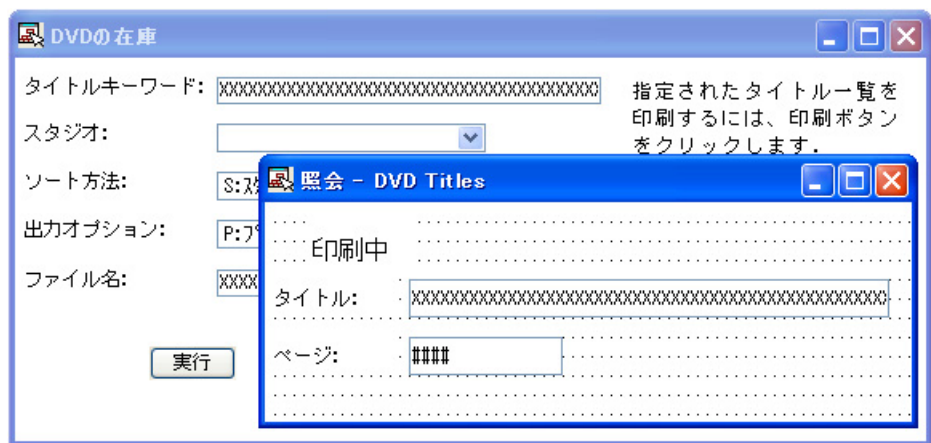 DVDの在庫
タイトルキーワード: XXXXXXXXXXXXXXXXXXXXXXXXXXXXXXXXXXXXXXXX
指定されたタイトル一覧を
印刷するには、印刷ボタン
をクリックします.
スタジオ:
ソート方法: S:ｽﾀ
出力オプション: P:ﾌﾟ
ファイル名: XXXX
実行
照会 - DVD Titles
印刷中
タイトル: XXXXXXXXXXXXXXXXXXXXXXXXXXXXXXXXXXXXXXXXXXXXXXXXXX
ページ: ####